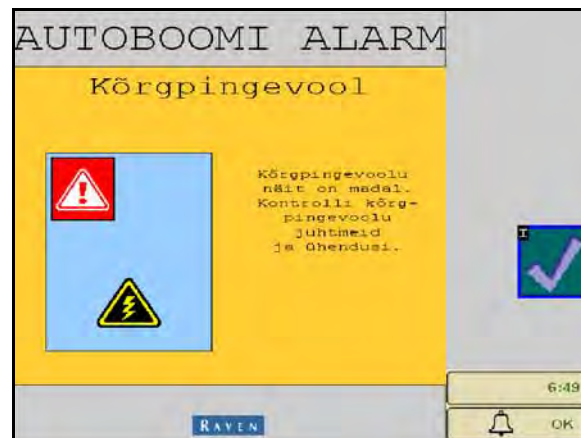 AUTOBOOMI ALARM
Kõrgpingevool
Kõrgpingevoolu
näit on madal.
Kontrolli kõrg-
pingevoolu
juhtmeid
ja ühendusi.
I
6:49
RAVEN
OK